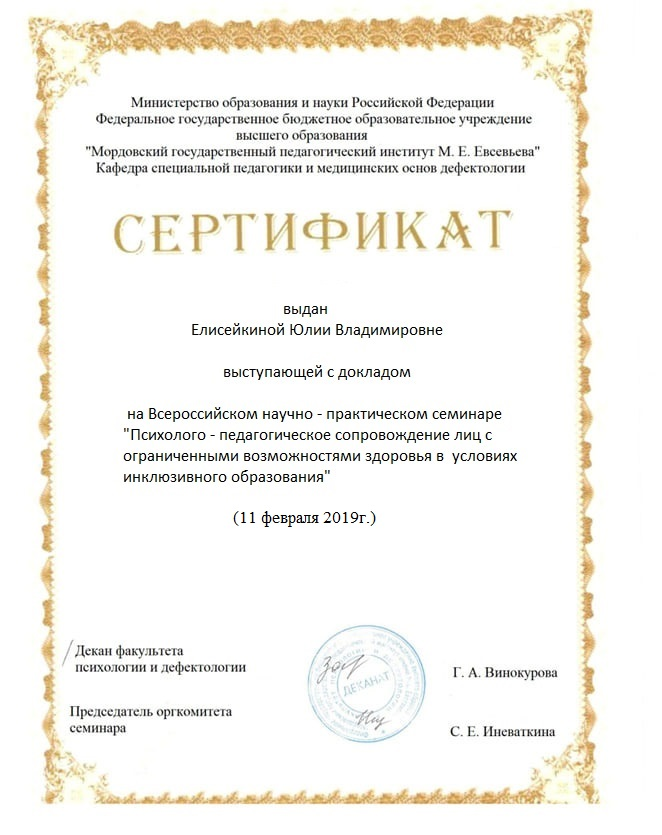 Министерство образования и науки Российской Федерации
Федеральное государственное бюджетное образовательное учреждение
высшего образования
"Мордовский государственный педагогический институт М. Е. Евсевьева"
Кафедра специальной педагогики и медицинских основ дефектологии
СЕРТИФИКАТ
выдан
Елисейкиной Юлии Владимировне
выступающей с докладом
на Всероссийском научно - практическом семинаре
"Психолого - педагогическое сопровождение лиц с
ограниченными возможностями здоровья в условиях
инклюзивного образования"
(11 февраля 2019г.)
Декан факультета
психологии и дефектологии
ДЕКАНАТ
Г. А. Винокурова
Председатель оргкомитета
семинара
С. Е. Иневаткина